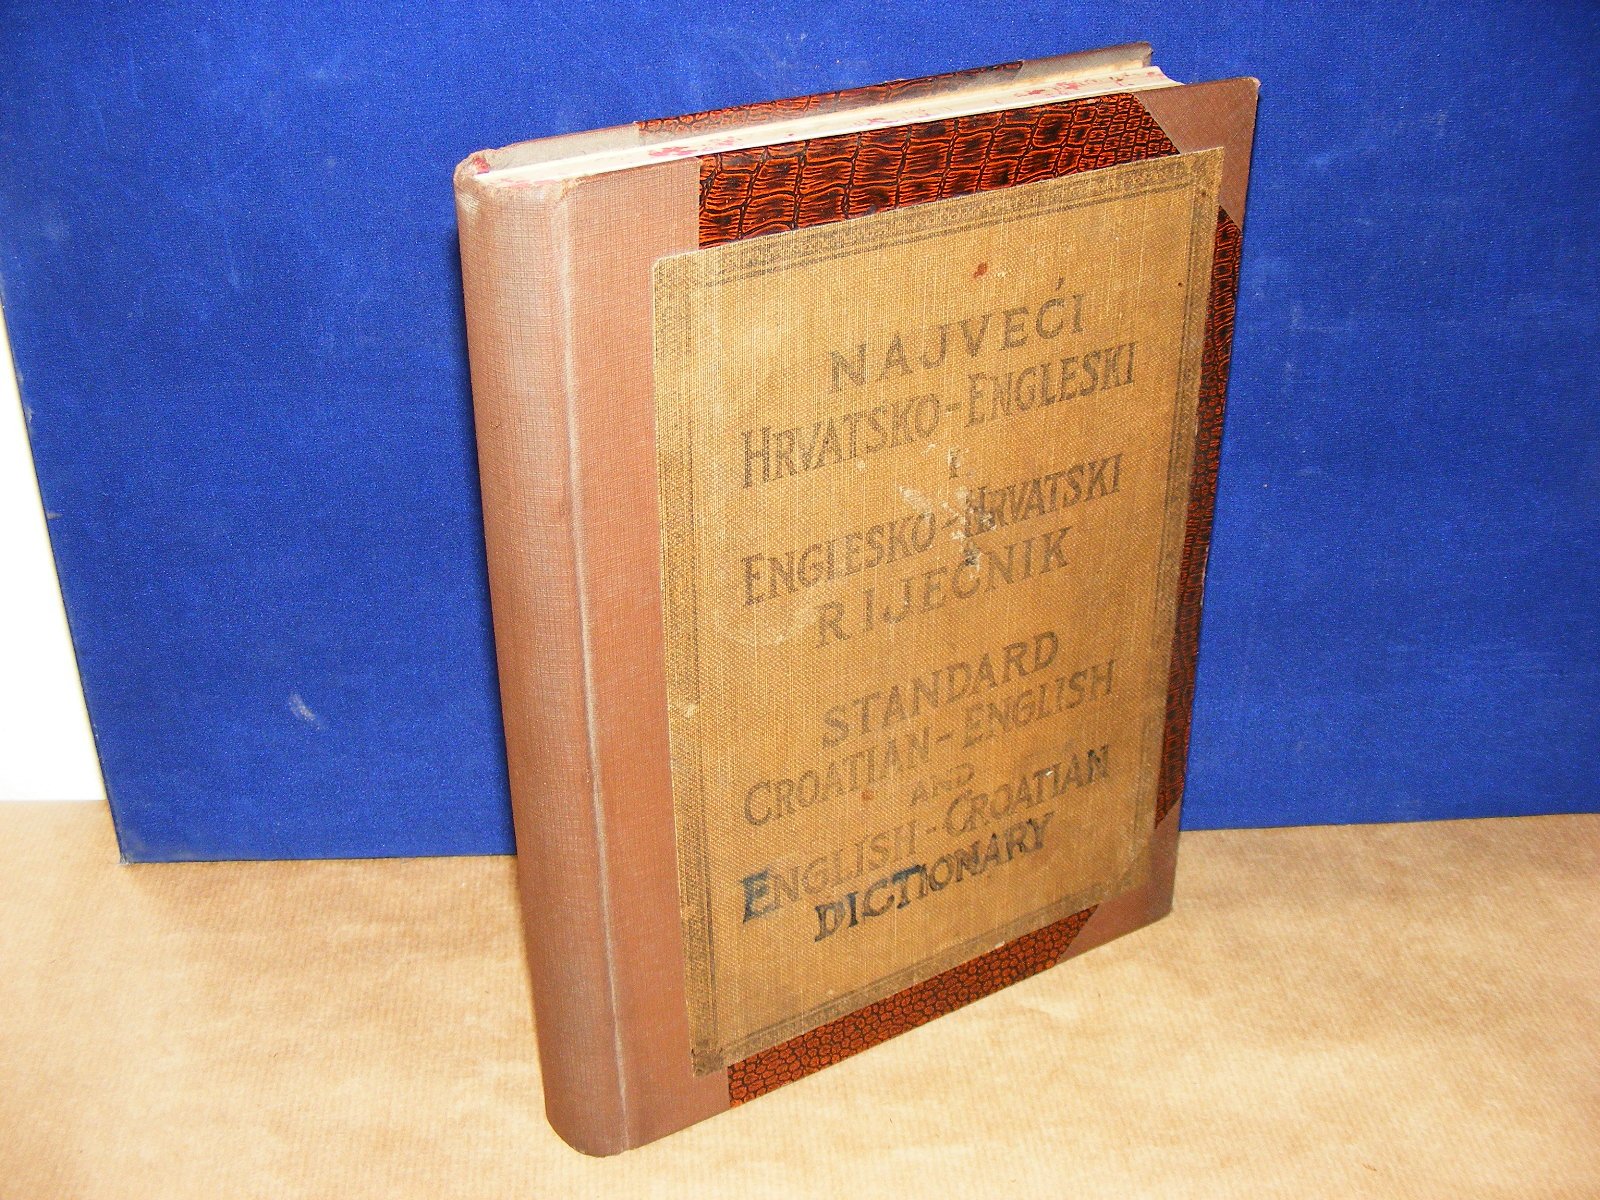 NAJVEĆI
HRVATSKO-ENGLESKI
I
ENGLESKO-HRVATSKI
RIJEČNIK
STANDARD
CROATIAN-ENGLISH
AND
ENGLISH-CROATIAN
DICTIONARY